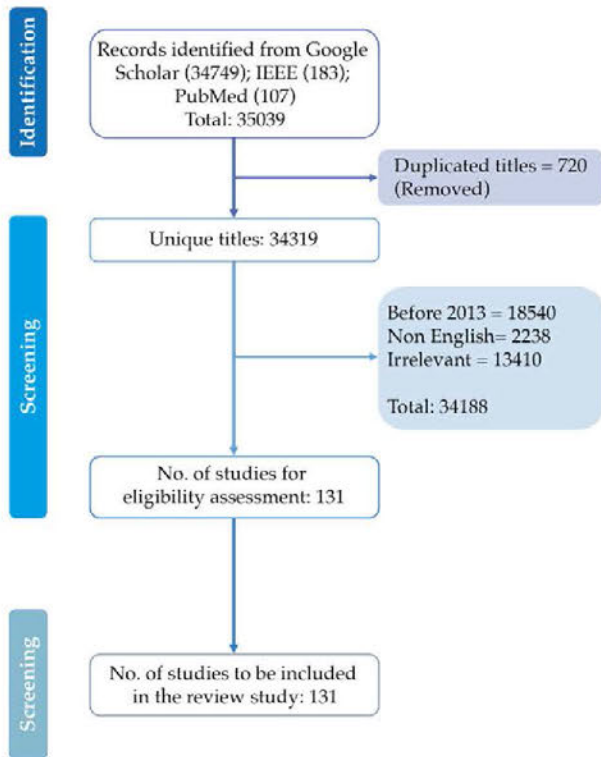 Identification
Records identified from Google
Scholar (34749); IEEE (183);
PubMed (107)
Total: 35039
Duplicated titles = 720
(Removed)
Screening
Unique titles: 34319
Before 2013 = 18540
Non English= 2238
Irrelevant = 13410
Total: 34188
No. of studies for
eligibility assessment: 131
Screening
No. of studies to be included
in the review study: 131